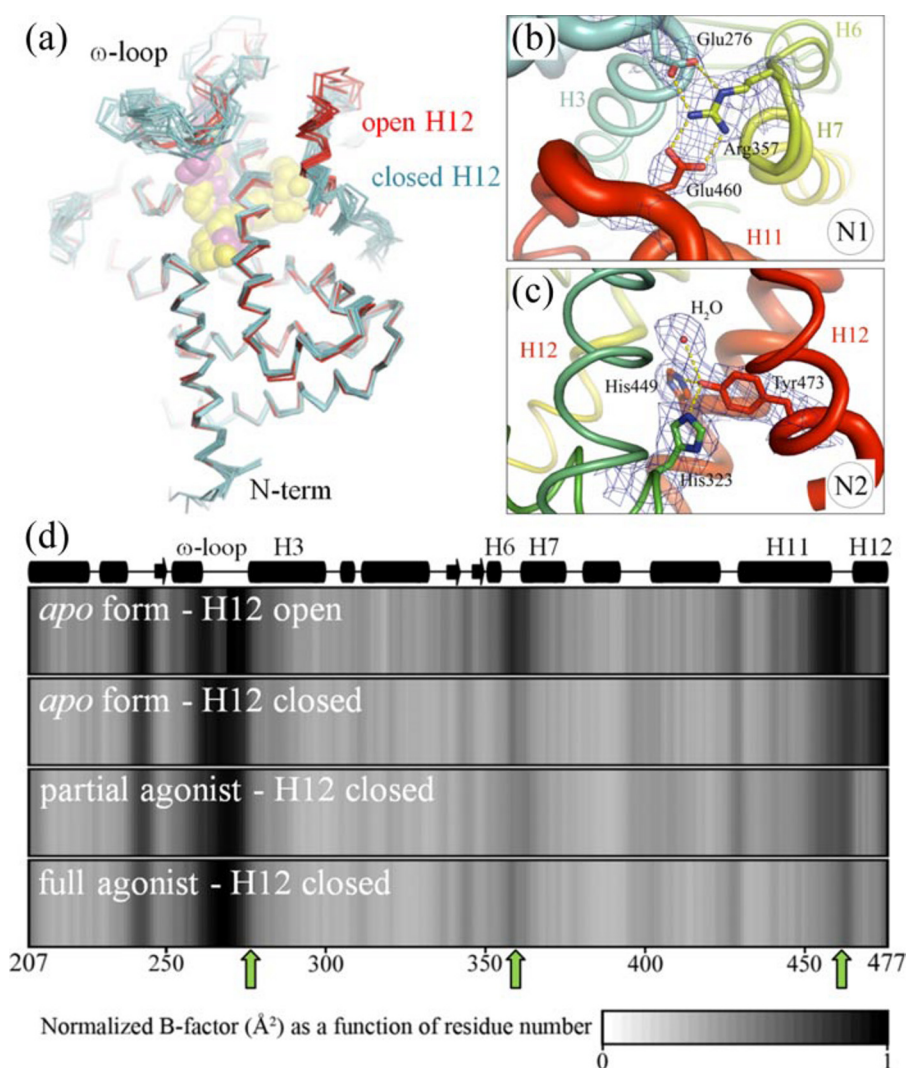 (a)
ω-loop
open H12
closed H12
N-term
(b)
Glu276
H6
H3
H7
Arg357
Glu460
H11
N1
(c)
H₂O
H12
H12
His449
Tyr473
His323
N2
(d)
ω-loop H3 H6 H7 H11 H12
apo form - H12 open
apo form - H12 closed
partial agonist - H12 closed
full agonist - H12 closed
207 250 300 350 400 450 477
Normalized B-factor (Å²) as a function of residue number
0 1